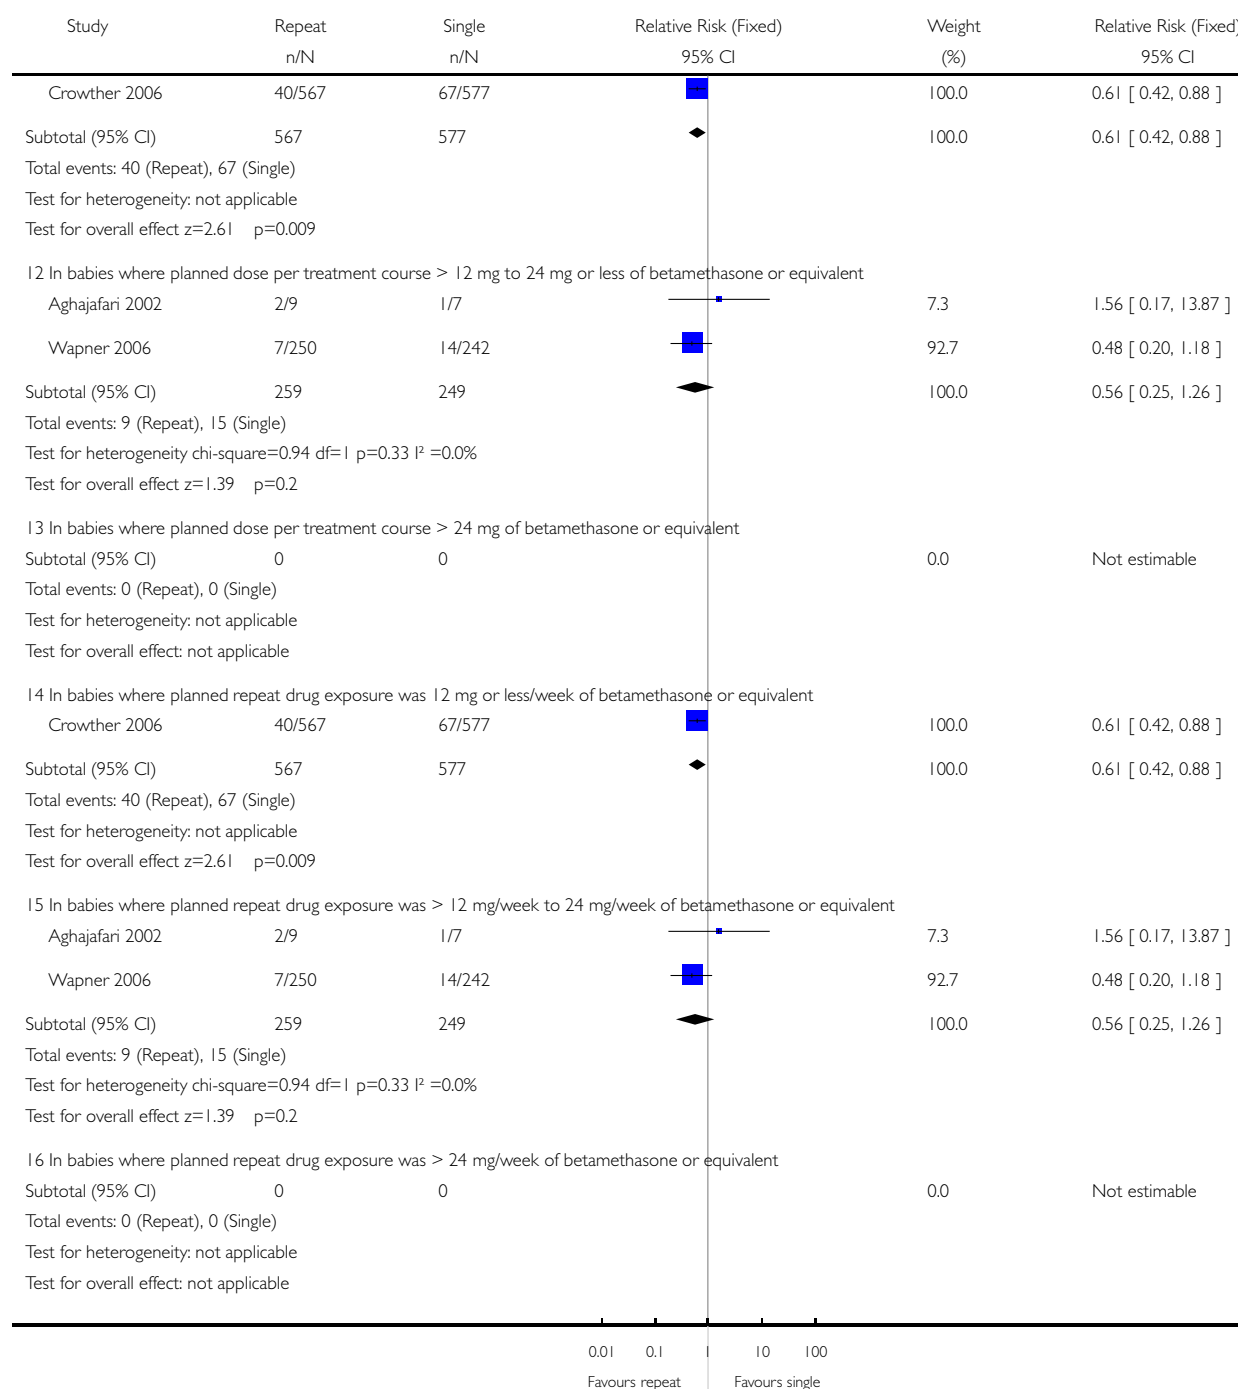 Study Repeat Single Relative Risk (Fixed) Weight Relative Risk (Fixed)
n/N n/N 95% CI (%) 95% CI
Crowther 2006 40/567 67/577 100.0 0.61 [ 0.42, 0.88 ]
Subtotal (95% CI) 567 577 100.0 0.61 [ 0.42, 0.88 ]
Total events: 40 (Repeat), 67 (Single)
Test for heterogeneity: not applicable
Test for overall effect z=2.61 p=0.009
12 In babies where planned dose per treatment course > 12 mg to 24 mg or less of betamethasone or equivalent
Aghajafari 2002 2/9 1/7 7.3 1.56 [ 0.17, 13.87 ]
Wapner 2006 7/250 14/242 92.7 0.48 [ 0.20, 1.18 ]
Subtotal (95% CI) 259 249 100.0 0.56 [ 0.25, 1.26 ]
Total events: 9 (Repeat), 15 (Single)
Test for heterogeneity chi-square=0.94 df=1 p=0.33 I² =0.0%
Test for overall effect z=1.39 p=0.2
13 In babies where planned dose per treatment course > 24 mg of betamethasone or equivalent
Subtotal (95% CI) 0 0 0.0 Not estimable
Total events: 0 (Repeat), 0 (Single)
Test for heterogeneity: not applicable
Test for overall effect: not applicable
14 In babies where planned repeat drug exposure was 12 mg or less/week of betamethasone or equivalent
Crowther 2006 40/567 67/577 100.0 0.61 [ 0.42, 0.88 ]
Subtotal (95% CI) 567 577 100.0 0.61 [ 0.42, 0.88 ]
Total events: 40 (Repeat), 67 (Single)
Test for heterogeneity: not applicable
Test for overall effect z=2.61 p=0.009
15 In babies where planned repeat drug exposure was > 12 mg/week to 24 mg/week of betamethasone or equivalent
Aghajafari 2002 2/9 1/7 7.3 1.56 [ 0.17, 13.87 ]
Wapner 2006 7/250 14/242 92.7 0.48 [ 0.20, 1.18 ]
Subtotal (95% CI) 259 249 100.0 0.56 [ 0.25, 1.26 ]
Total events: 9 (Repeat), 15 (Single)
Test for heterogeneity chi-square=0.94 df=1 p=0.33 I² =0.0%
Test for overall effect z=1.39 p=0.2
16 In babies where planned repeat drug exposure was > 24 mg/week of betamethasone or equivalent
Subtotal (95% CI) 0 0 0.0 Not estimable
Total events: 0 (Repeat), 0 (Single)
Test for heterogeneity: not applicable
Test for overall effect: not applicable
0.01 0.1 1 10 100
Favours repeat Favours single